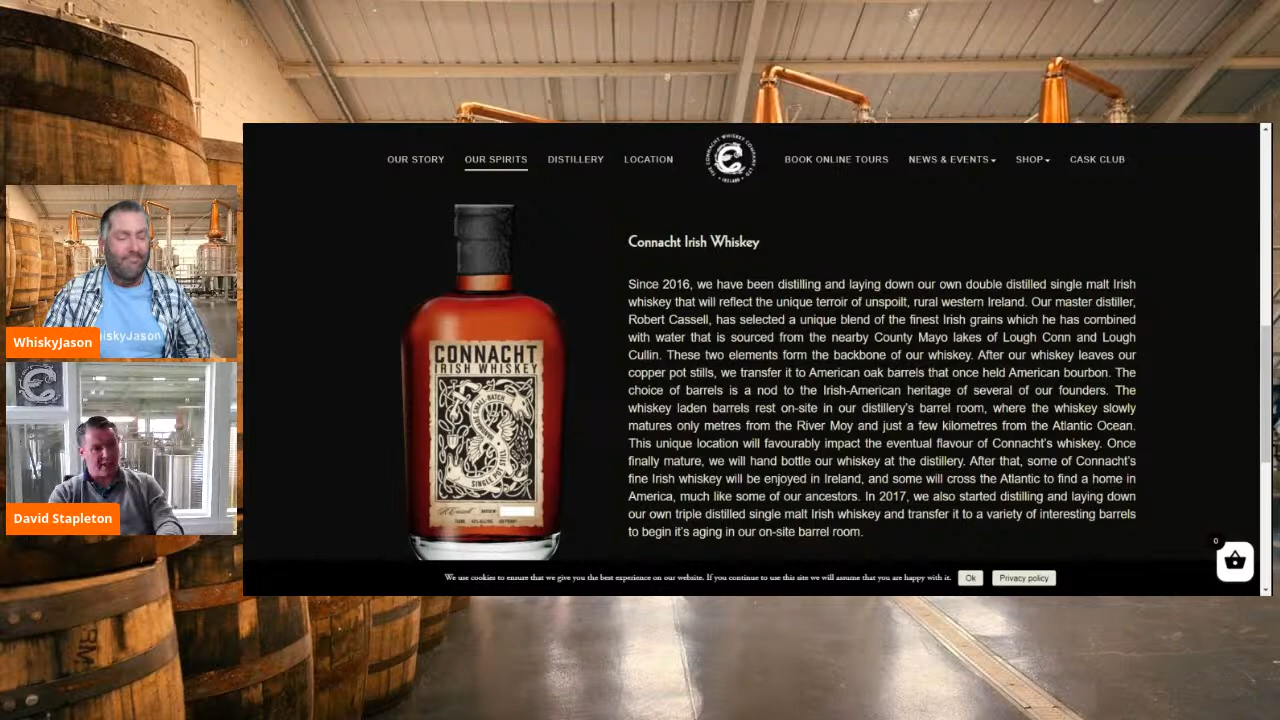 OUR STORY OUR SPIRITS DISTILLERY LOCATION BOOK ONLINE TOURS NEWS & EVENTS SHOP CASK CLUB
THE CONNACHT WHISKEY COMPANY LTD
IRELAND
Connacht Irish Whiskey
Since 2016, we have been distilling and laying down our own double distilled single malt Irish
whiskey that will reflect the unique terroir of unspoilt, rural western Ireland. Our master distiller,
Robert Cassell, has selected a unique blend of the finest Irish grains which he has combined
with water that is sourced from the nearby County Mayo lakes of Lough Conn and Lough
Cullin. These two elements form the backbone of our whiskey. After our whiskey leaves our
copper pot stills, we transfer it to American oak barrels that once held American bourbon. The
choice of barrels is a nod to the Irish-American heritage of several of our founders. The
whiskey laden barrels rest on-site in our distillery's barrel room, where the whiskey slowly
matures only metres from the River Moy and just a few kilometres from the Atlantic Ocean.
This unique location will favourably impact the eventual flavour of Connacht's whiskey. Once
finally mature, we will hand bottle our whiskey at the distillery. After that, some of Connacht's
fine Irish whiskey will be enjoyed in Ireland, and some will cross the Atlantic to find a home in
America, much like some of our ancestors. In 2017, we also started distilling and laying down
our own triple distilled single malt Irish whiskey and transfer it to a variety of interesting barrels
to begin it's aging in our on-site barrel room.
CONNACHT
IRISH WHISKEY
SMALL BATCH
SINGLE POT STILL
We use cookies to ensure that we give you the best experience on our website. If you continue to use this site we will assume that you are happy with it. Ok Privacy policy
0
iskyJason
WhiskyJason
David Stapleton